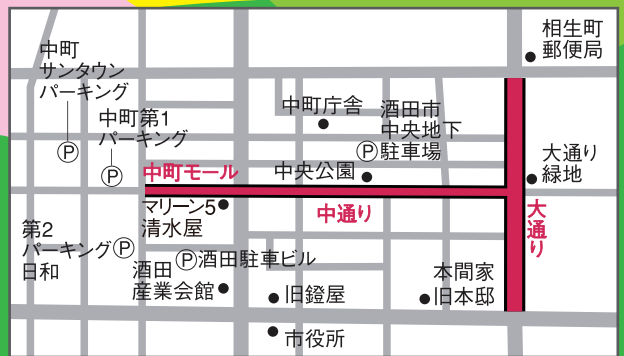 相生町
郵便局
中町
サンタウン
パーキング
Ⓟ
中町第1
パーキング
Ⓟ
中町庁舎
酒田市
中央地下
Ⓟ駐車場
中央公園
大通り
緑地
中町モール
中通り
大通り
マリーン5
清水屋
第2
パーキングⓅ
日和
Ⓟ酒田駐車ビル
酒田
産業会館
旧鐙屋
本間家
旧本邸
市役所